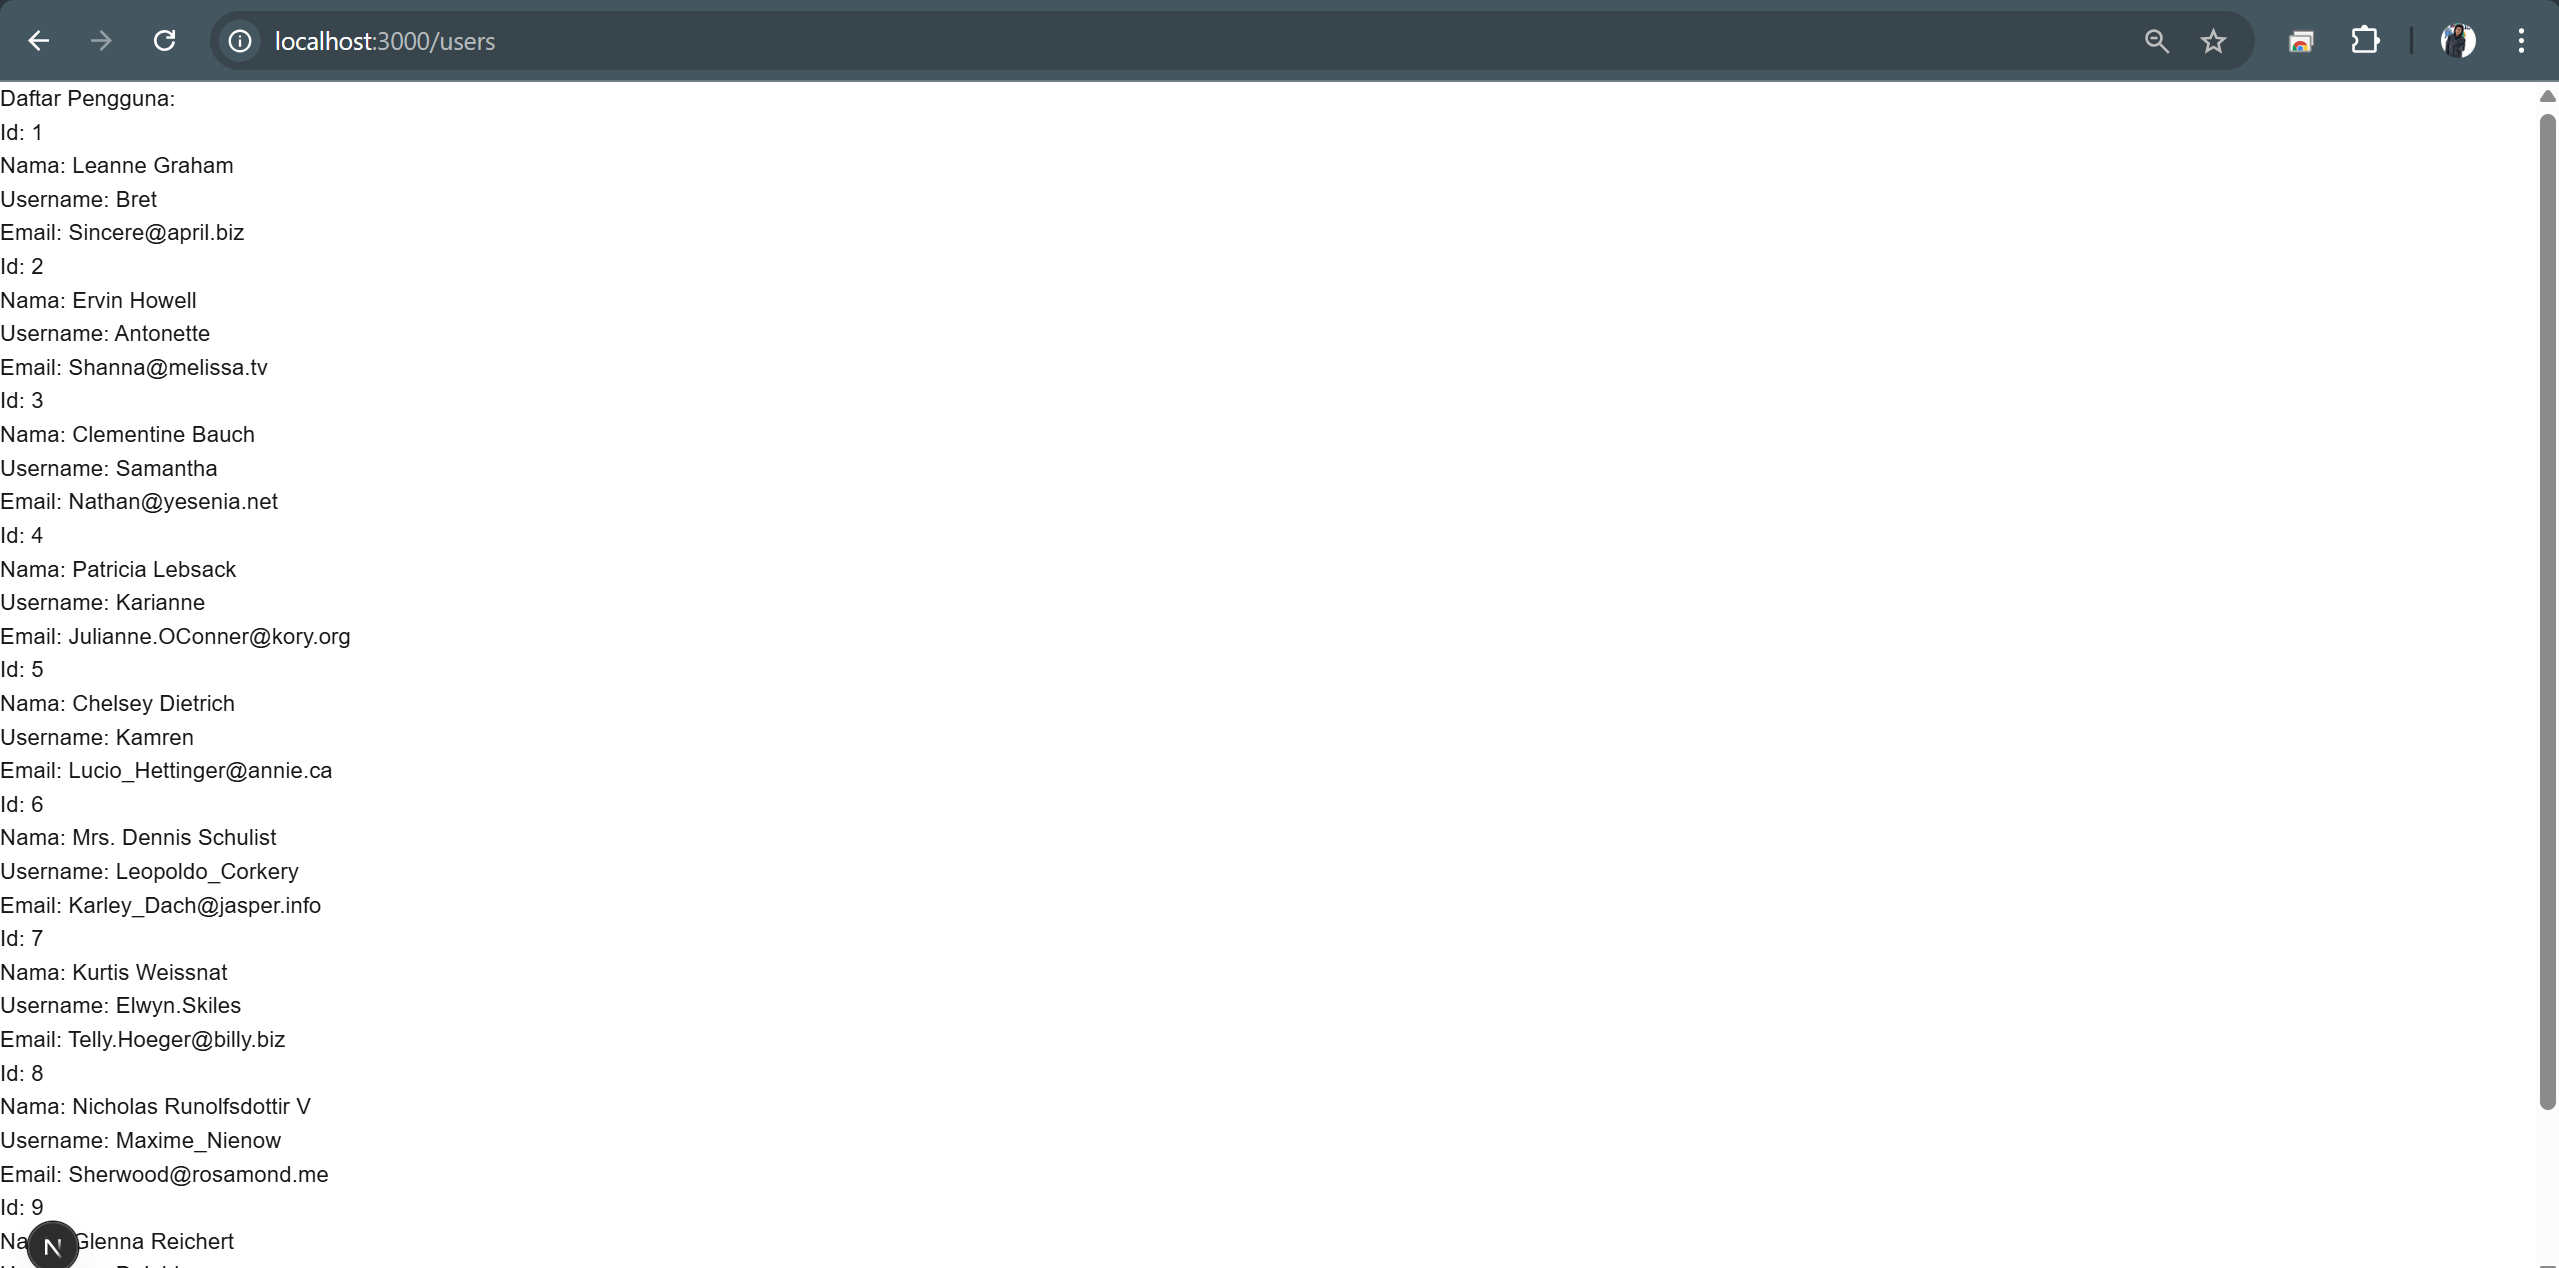 localhost:3000/users
Daftar Pengguna:
Id: 1
Nama: Leanne Graham
Username: Bret
Email: Sincere@april.biz
Id: 2
Nama: Ervin Howell
Username: Antonette
Email: Shanna@melissa.tv
Id: 3
Nama: Clementine Bauch
Username: Samantha
Email: Nathan@yesenia.net
Id: 4
Nama: Patricia Lebsack
Username: Karianne
Email: Julianne.OConner@kory.org
Id: 5
Nama: Chelsey Dietrich
Username: Kamren
Email: Lucio_Hettinger@annie.ca
Id: 6
Nama: Mrs. Dennis Schulist
Username: Leopoldo_Corkery
Email: Karley_Dach@jasper.info
Id: 7
Nama: Kurtis Weissnat
Username: Elwyn.Skiles
Email: Telly.Hoeger@billy.biz
Id: 8
Nama: Nicholas Runolfsdottir V
Username: Maxime_Nienow
Email: Sherwood@rosamond.me
Id: 9
Glenna Reichert
N